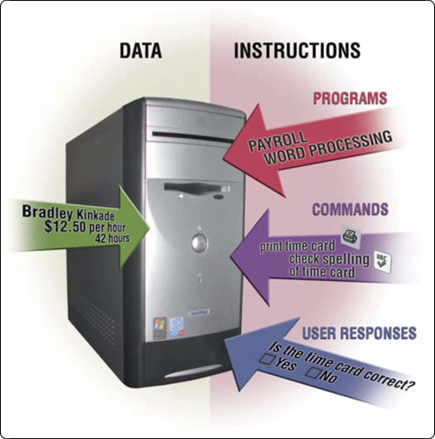 DATA
INSTRUCTIONS
PROGRAMS
PAYROLL
WORD PROCESSING
Bradley Kinkade
$12.50 per hour
42 hours
COMMANDS
print time card
check spelling
of time card
ABC
USER RESPONSES
Is the time card correct?
Yes No